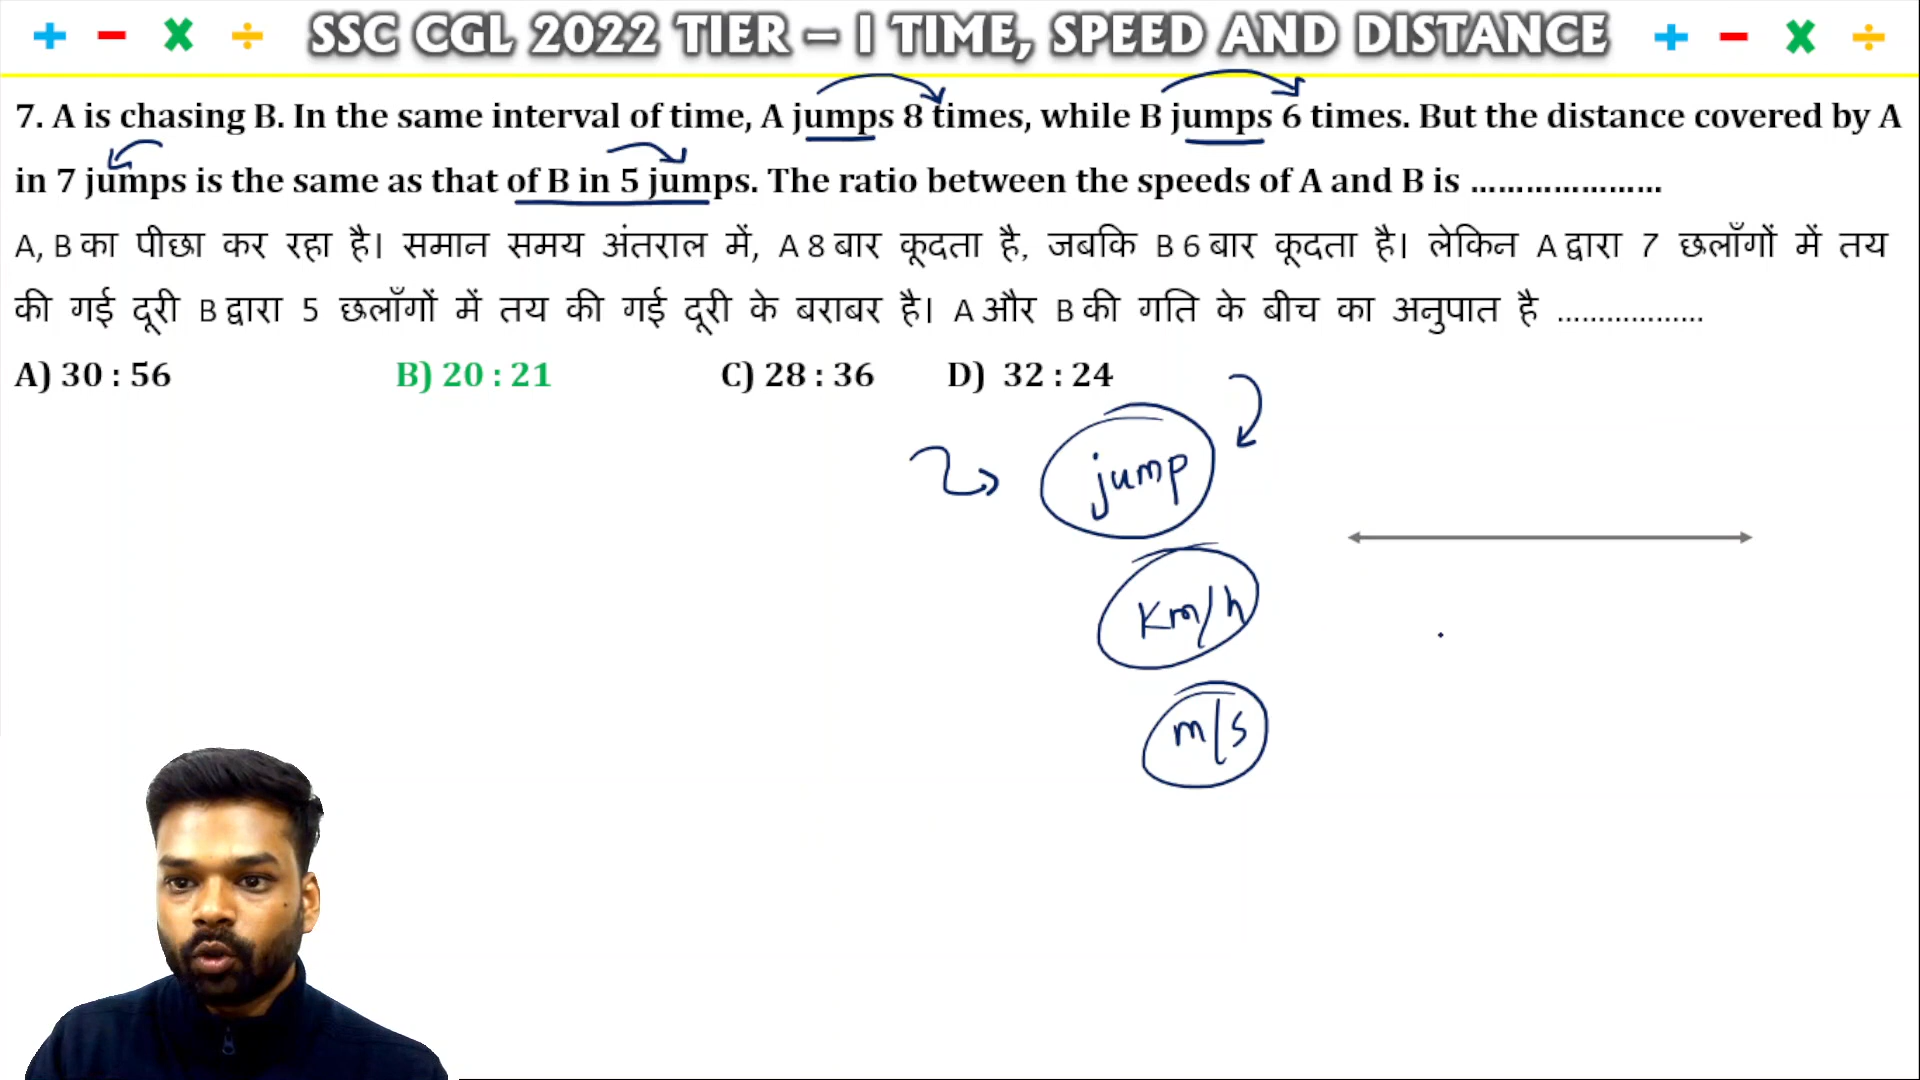 SSC CGL 2022 TIER – I TIME, SPEED AND DISTANCE
7. A is chasing B. In the same interval of time, A jumps 8 times, while B jumps 6 times. But the distance covered by A
in 7 jumps is the same as that of B in 5 jumps. The ratio between the speeds of A and B is .....................
A, B का पीछा कर रहा है। समान समय अंतराल में, A 8 बार कूदता है, जबकि B 6 बार कूदता है। लेकिन A द्वारा 7 छलाँगों में तय
की गई दूरी B द्वारा 5 छलाँगों में तय की गई दूरी के बराबर है। A और B की गति के बीच का अनुपात है ..................
A) 30 : 56 B) 20 : 21 C) 28 : 36 D) 32 : 24
jump
Km/h
m/s